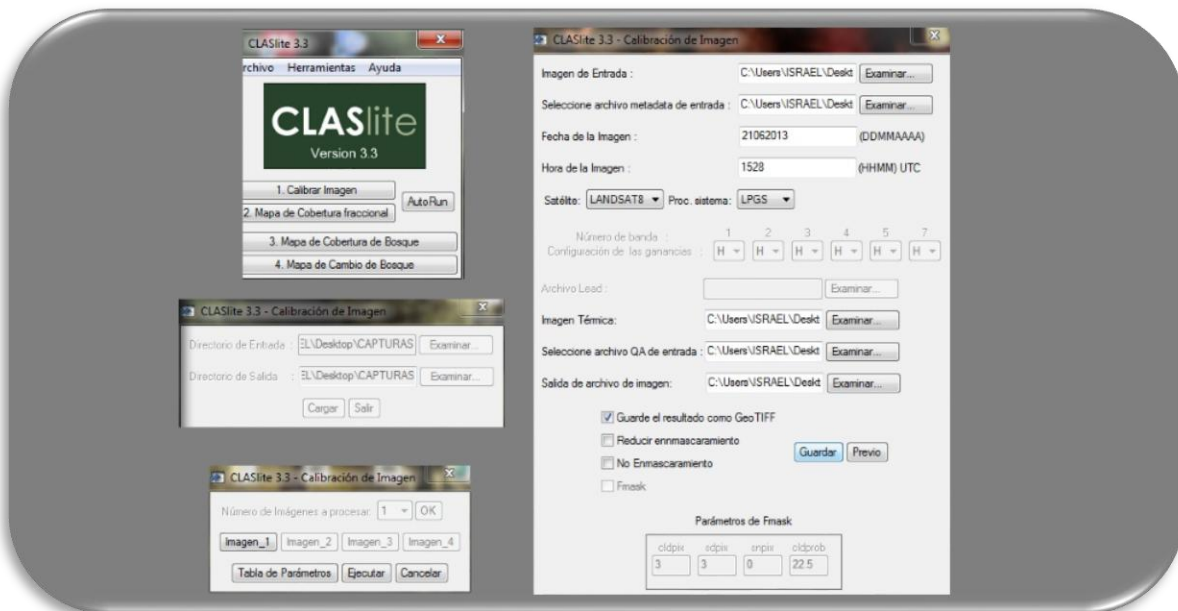 CLASlite 3.3
rchivo Herramientas Ayuda
CLASlite
Version 3.3
1. Calibrar Imagen
2. Mapa de Cobertura fraccional
AutoRun
3. Mapa de Cobertura de Bosque
4. Mapa de Cambio de Bosque
CLASlite 3.3 - Calibración de Imagen
Directorio de Entrada : EL\Desktop\CAPTURAS Examinar...
Directorio de Salida : EL\Desktop\CAPTURAS Examinar...
Cargar Salir
CLASlite 3.3 - Calibración de Imagen
Número de Imágenes a procesar: 1 OK
Imagen_1 Imagen_2 Imagen_3 Imagen_4
Tabla de Parámetros Ejecutar Cancelar
CLASlite 3.3 - Calibración de Imagen
Imagen de Entrada : C:\Users\ISRAEL\Deskt Examinar...
Seleccione archivo metadata de entrada : C:\Users\ISRAEL\Deskt Examinar...
Fecha de la Imagen : 21062013 (DDMMAAAA)
Hora de la Imagen : 1528 (HHMM) UTC
Satélite: LANDSAT8 Proc. sistema: LPGS
Número de banda : 1 2 3 4 5 7
Configuración de las ganancias : H H H H H H
Archivo Lead : Examinar...
Imagen Térmica: C:\Users\ISRAEL\Deskt Examinar...
Seleccione archivo QA de entrada : C:\Users\ISRAEL\Deskt Examinar...
Salida de archivo de imagen: C:\Users\ISRAEL\Deskt Examinar...
Guarde el resultado como GeoTIFF
Reducir ennmascaramiento
Guardar Previo
No Enmascaramiento
Fmask
Parámetros de Fmask
cldpix sdpix snpix cldprob
3 3 0 22.5